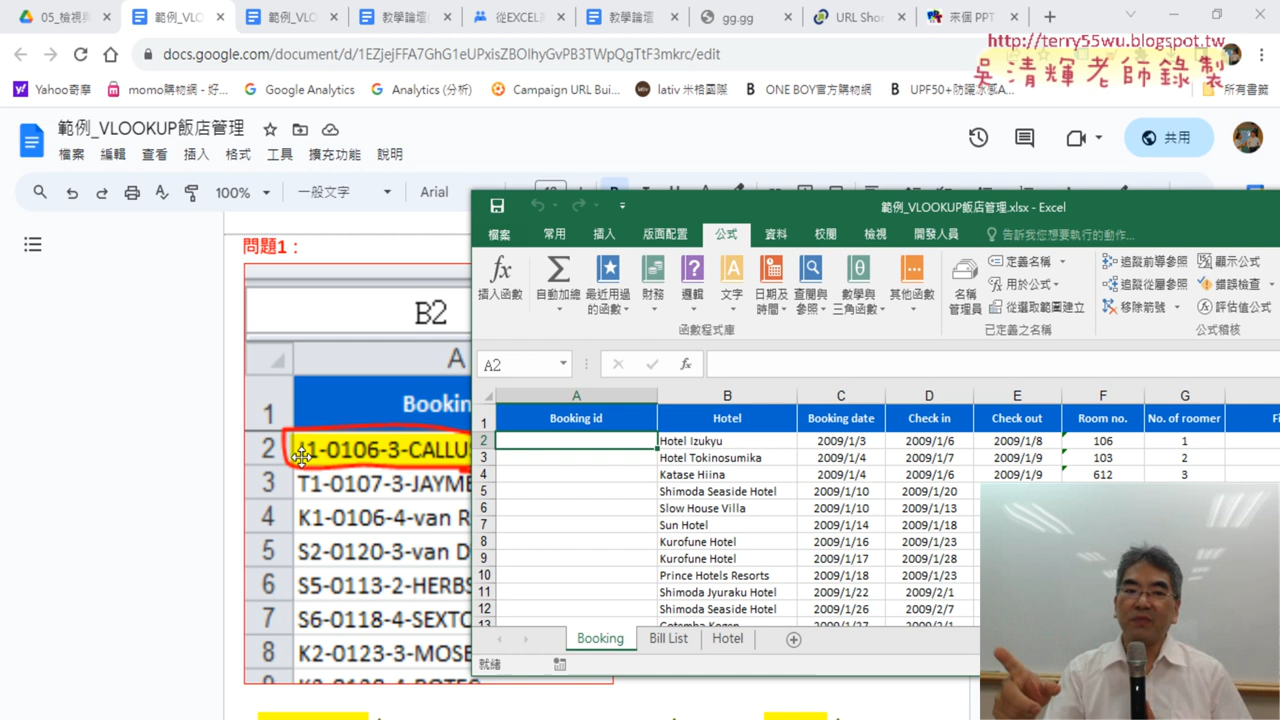 05_檢視與
範例_VLO
範例_VLO
教學論壇(
從EXCEL
教學論壇
gg.gg
URL Shor
來個 PPT
http://terry55wu.blogspot.tw
吳清輝老師錄製
docs.google.com/document/d/1EZjejFFA7GhG1eUPxisZBOlhyGvPB3TWpQgTtF3mkrc/edit
Yahoo奇摩
momo購物網 - 好...
Google Analytics
Analytics (分析)
Campaign URL Bui...
lativ 米格國際
ONE BOY官方購物網
UPF50+防曬冰感A...
所有書籤
範例_VLOOKUP飯店管理
檔案 編輯 查看 插入 格式 工具 擴充功能 說明
共用
100% 一般文字 Arial
問題1：
B2
A
1 Bookin
2 I1-0106-3-CALLUS
3 T1-0107-3-JAYME
4 K1-0106-4-van R
5 S2-0120-3-van D
6 S5-0113-2-HERBS
7 S6-0118-4-SEXTO
8 K2-0123-3-MOSE
範例_VLOOKUP飯店管理.xlsx - Excel
檔案 常用 插入 版面配置 公式 資料 校閱 檢視 開發人員 告訴我您想要執行的動作...
插入函數 自動加總 最近用過的函數 財務 邏輯 文字 日期及時間 查閱與參照 數學與三角函數 其他函數
函數程式庫
名稱管理員
定義名稱
用於公式
從選取範圍建立
已定義之名稱
追蹤前導參照 顯示公式
追蹤從屬參照 錯誤檢查
移除箭號 評估值公式
公式稽核
A2 fx
A B C D E F G
1 Booking id Hotel Booking date Check in Check out Room no. No. of roomer Fi
2 Hotel Izukyu 2009/1/3 2009/1/6 2009/1/8 106 1
3 Hotel Tokinosumika 2009/1/4 2009/1/7 2009/1/9 103 2
4 Katase Hiina 2009/1/4 2009/1/6 2009/1/9 612 3
5 Shimoda Seaside Hotel 2009/1/10 2009/1/20
6 Slow House Villa 2009/1/10 2009/1/13
7 Sun Hotel 2009/1/14 2009/1/18
8 Kurofune Hotel 2009/1/16 2009/1/23
9 Kurofune Hotel 2009/1/17 2009/1/28
10 Prince Hotels Resorts 2009/1/18 2009/1/23
11 Shimoda Jyuraku Hotel 2009/1/22 2009/2/1
12 Shimoda Seaside Hotel 2009/1/26 2009/2/7
Booking Bill List Hotel
就緒